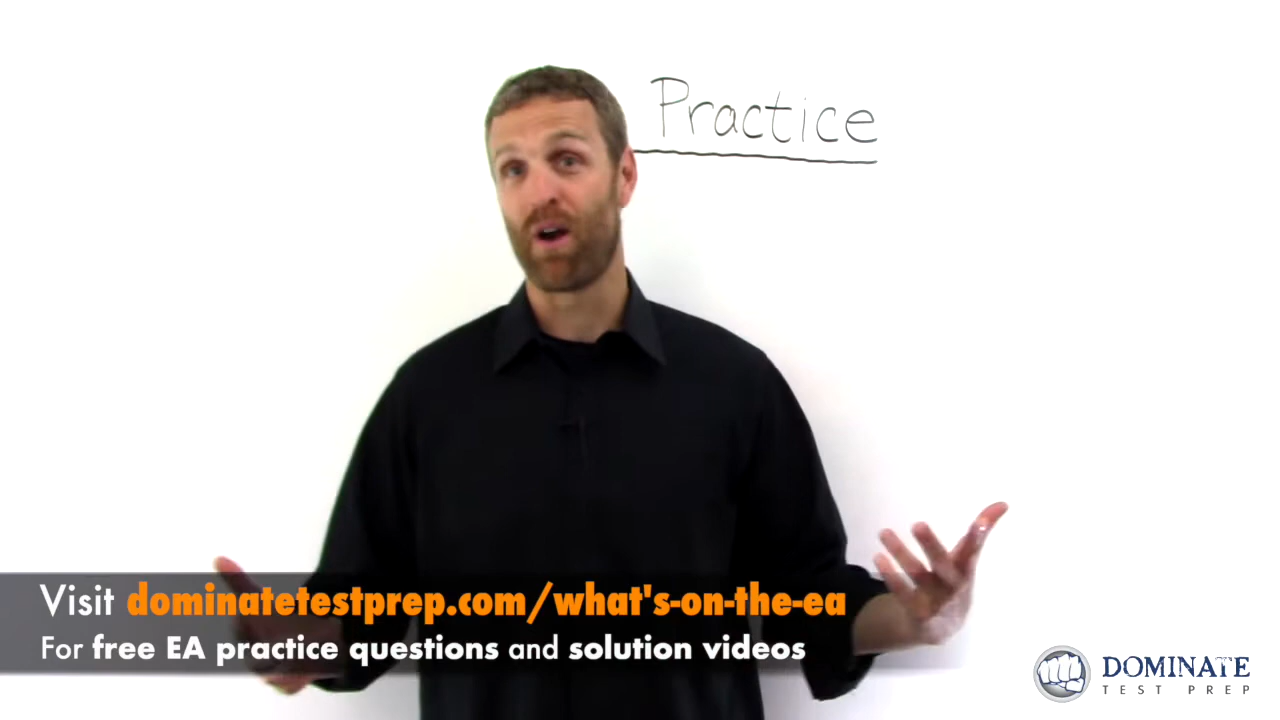 Practice
Visit dominatetestprep.com/what's-on-the-ea
For free EA practice questions and solution videos
DOMINATE
TEST PREP